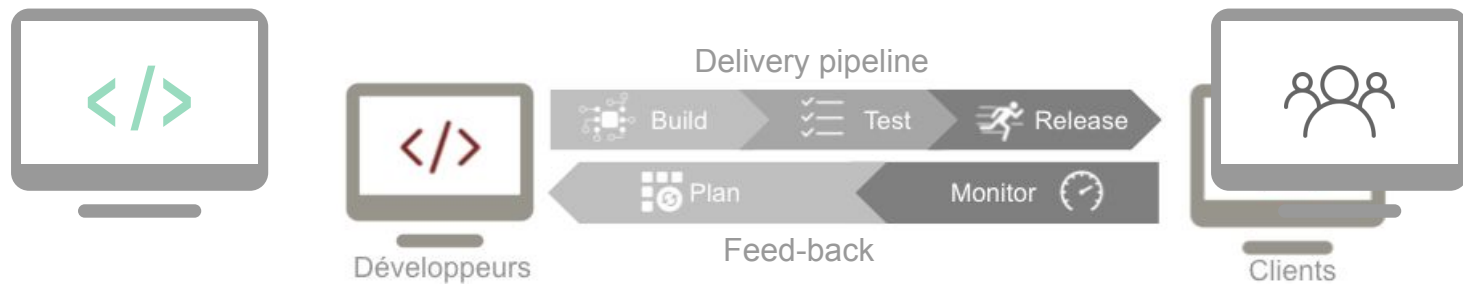 </>
Delivery pipeline
Build Test Release
</>
Plan Monitor
Développeurs
Feed-back
Clients